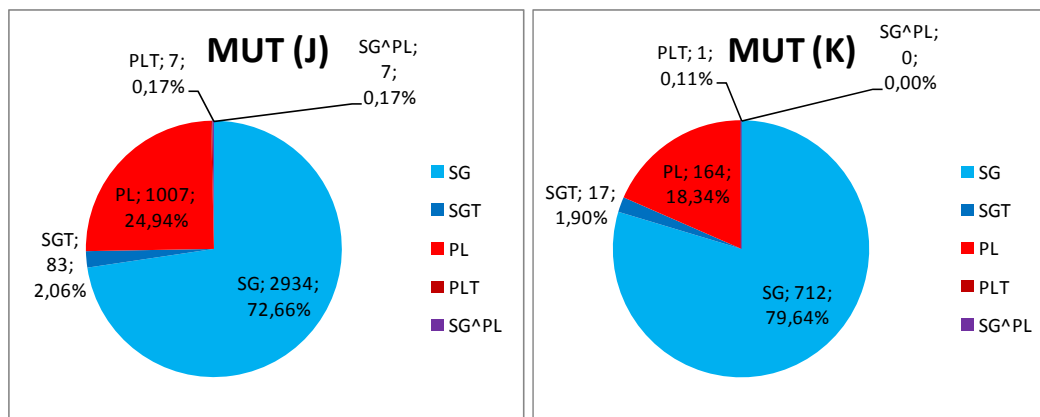 MUT (J)
PLT; 7;
0,17%
SG^PL;
7;
0,17%
PL; 1007;
24,94%
SGT;
83;
2,06%
SG; 2934;
72,66%
SG
SGT
PL
PLT
SG^PL
MUT (K)
PLT; 1;
0,11%
SG^PL;
0;
0,00%
PL; 164;
18,34%
SGT; 17;
1,90%
SG; 712;
79,64%
SG
SGT
PL
PLT
SG^PL